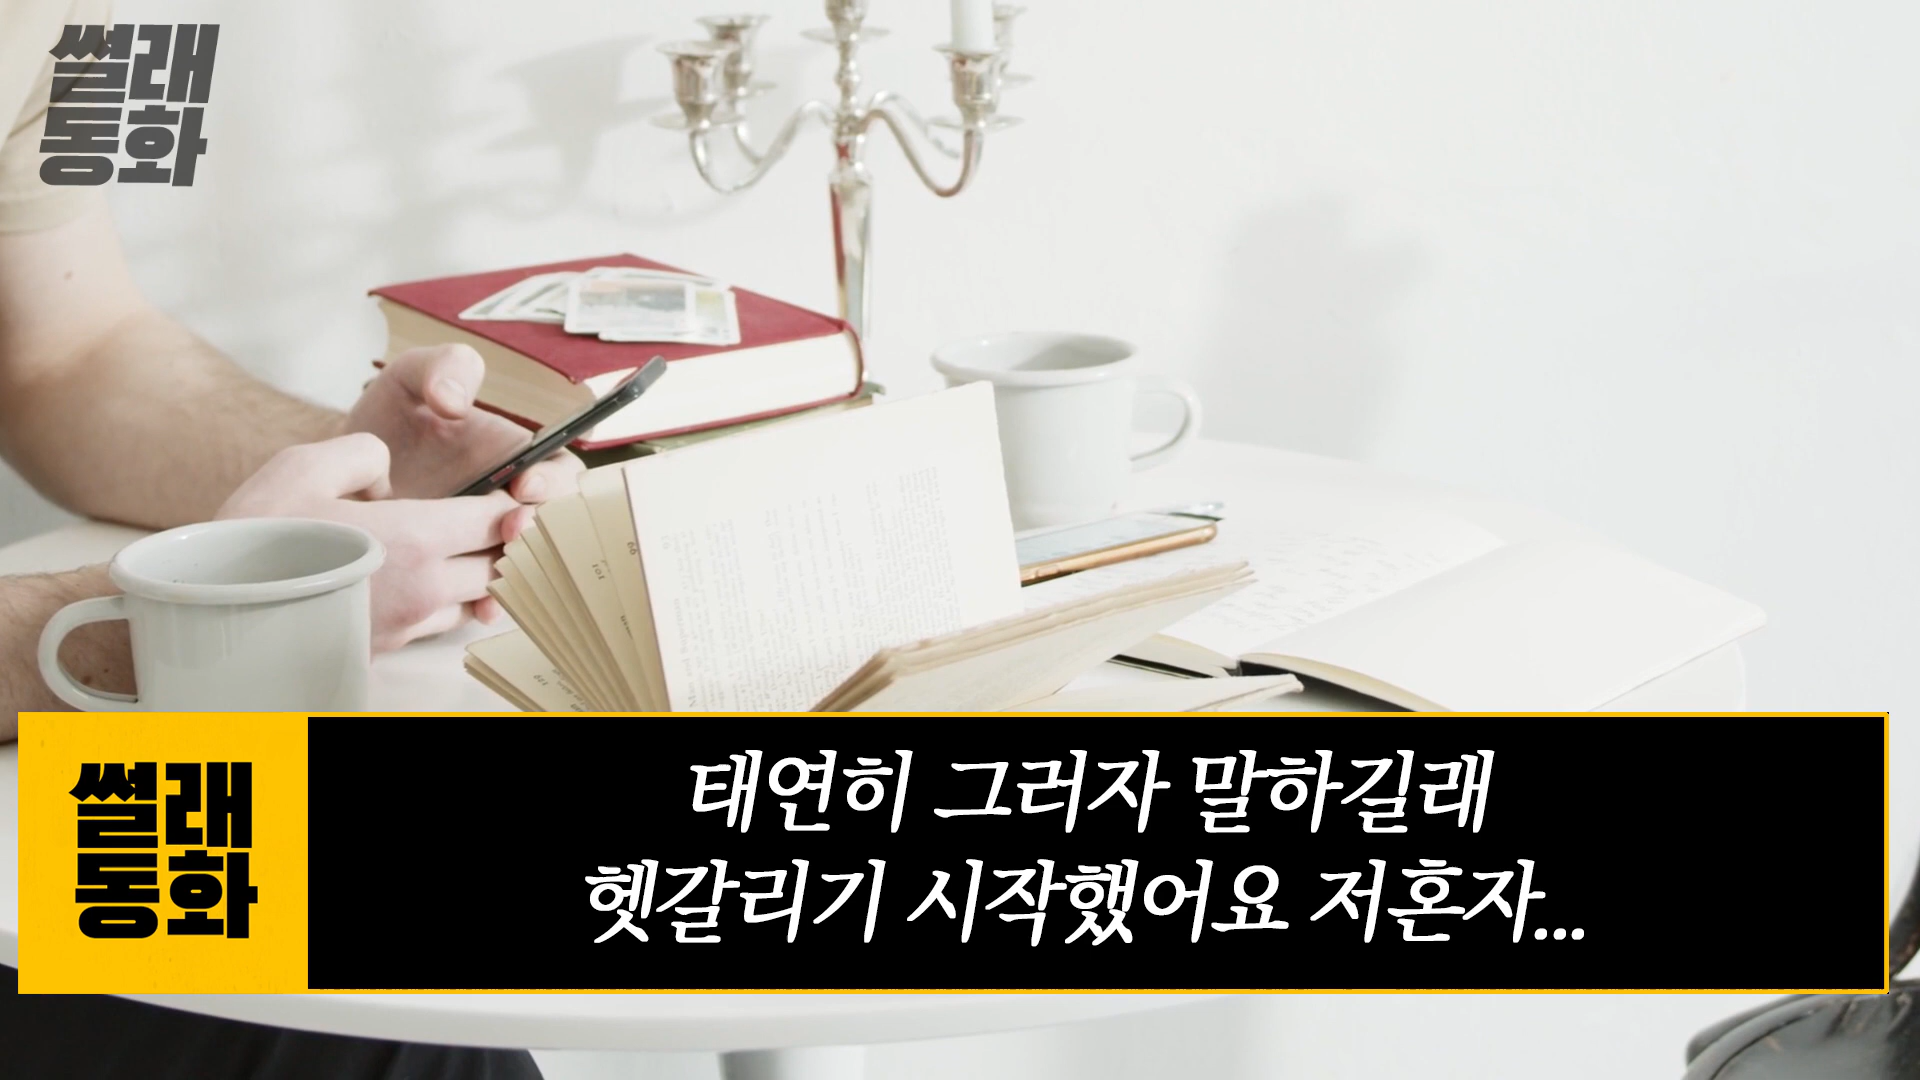 썰래
동화
썰래
동화
태연히 그러자 말하길래
헷갈리기 시작했어요 저혼자...